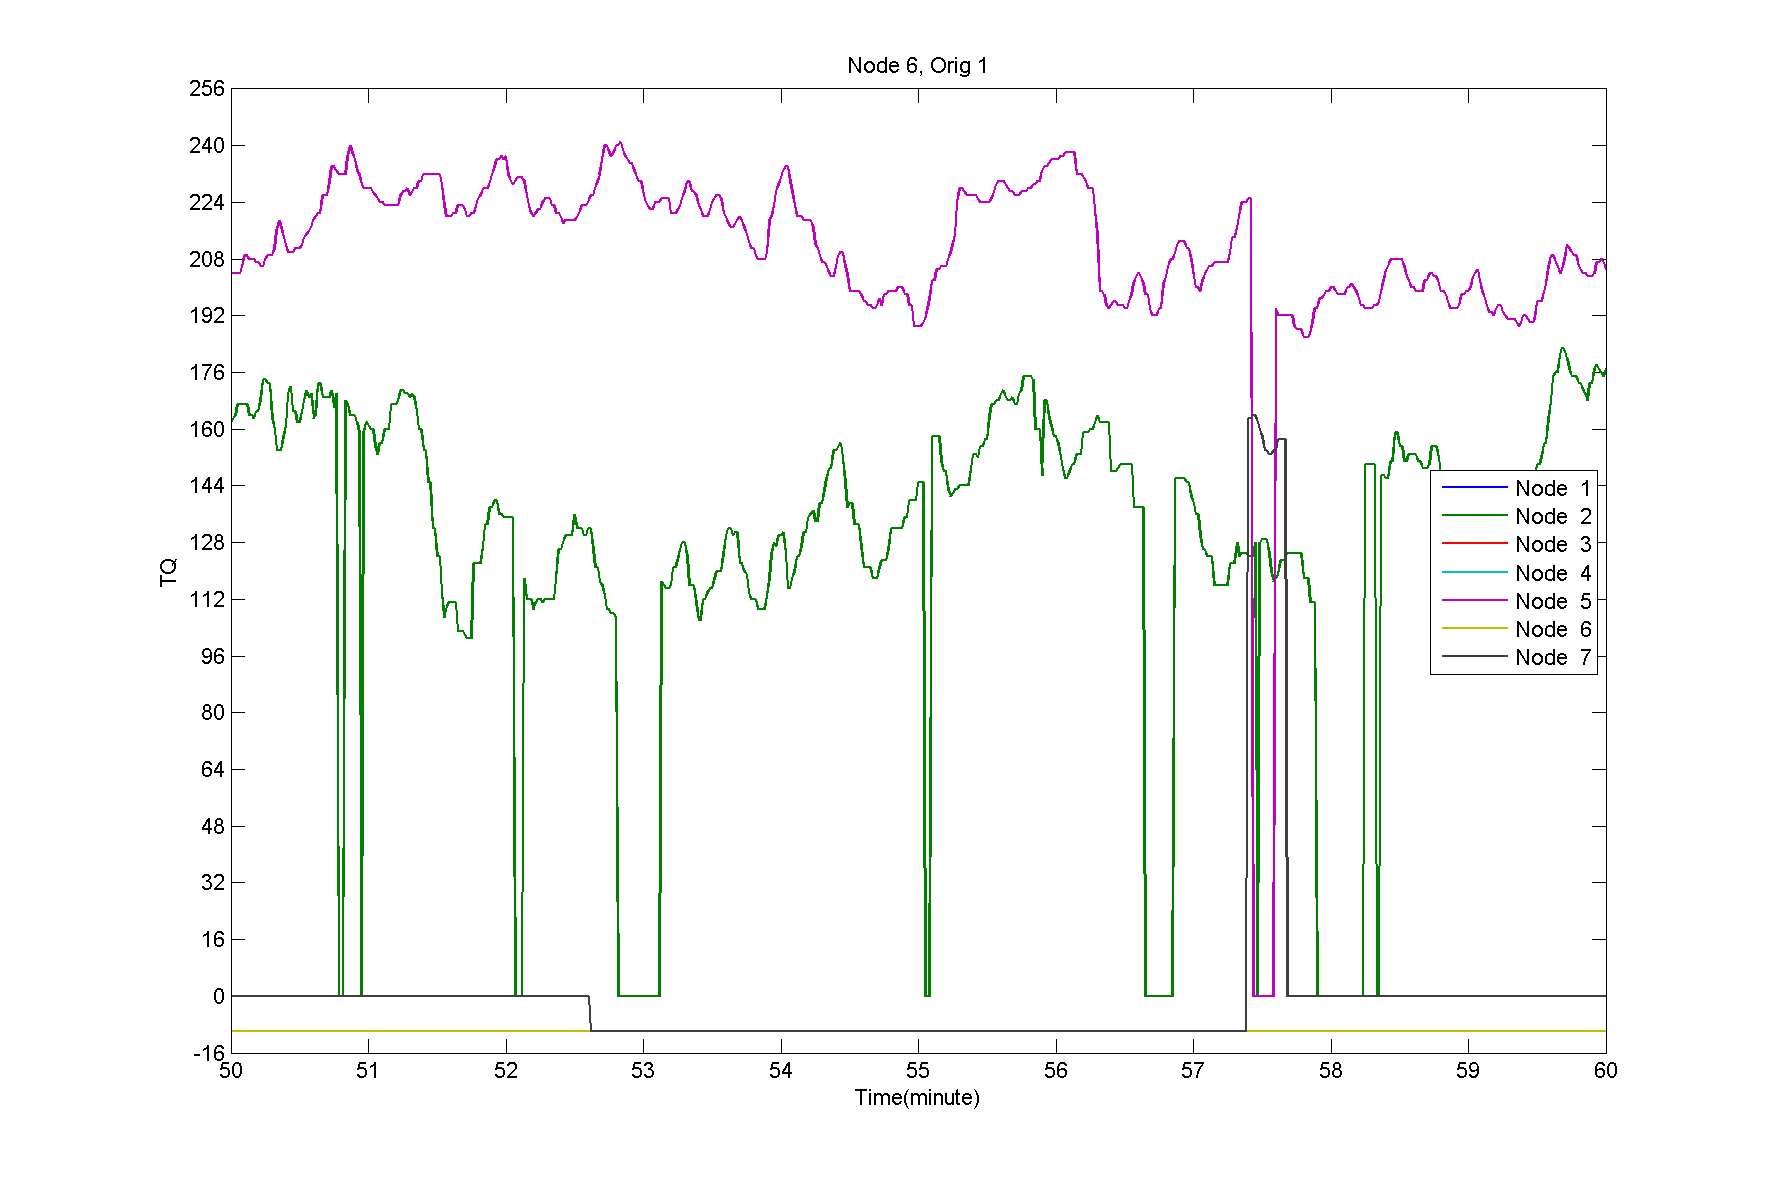 Node 6, Orig 1
256
240
224
208
192
176
160
144
128
112
96
80
64
48
32
16
0
-16
TQ
Node 1
Node 2
Node 3
Node 4
Node 5
Node 6
Node 7
50 51 52 53 54 55 56 57 58 59 60
Time(minute)